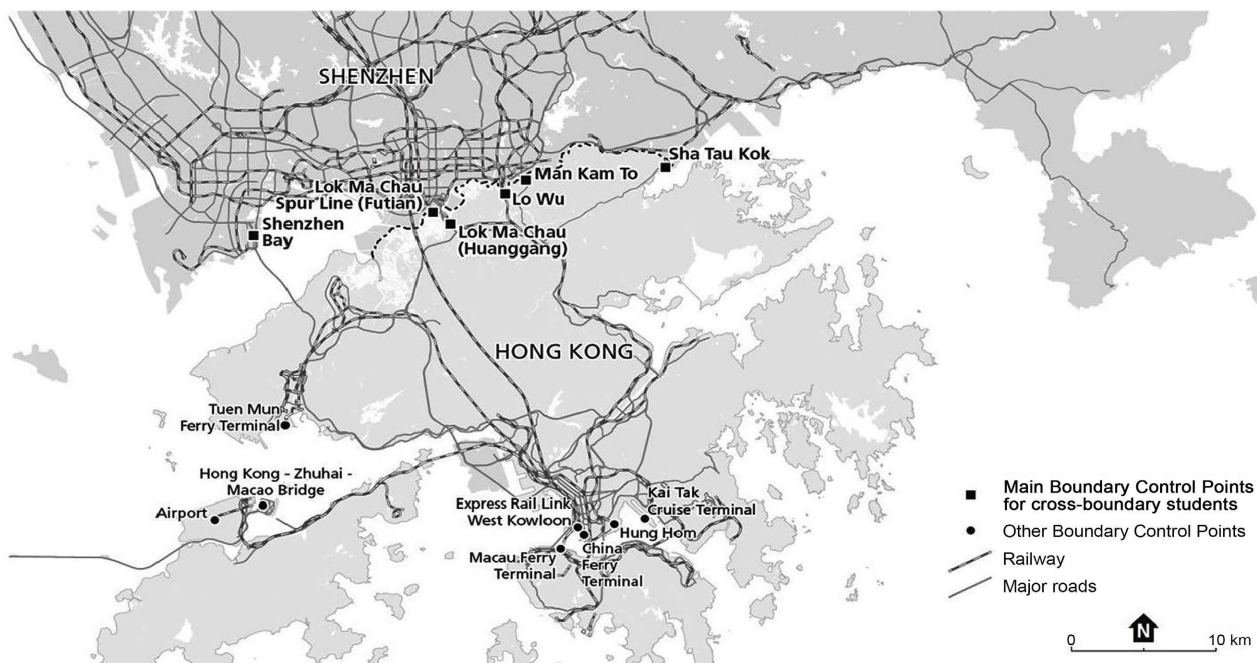 SHENZHEN
Sha Tau Kok
Man Kam To
Lok Ma Chau
Spur Line (Futian)
Lo Wu
Shenzhen
Bay
Lok Ma Chau
(Huanggang)
HONG KONG
Tuen Mun
Ferry Terminal
Hong Kong - Zhuhai -
Macao Bridge
Airport
Express Rail Link
West Kowloon
Kai Tak
Cruise Terminal
Hung Hom
Macau Ferry
Terminal
China
Ferry
Terminal
Main Boundary Control Points
for cross-boundary students
Other Boundary Control Points
Railway
Major roads
N
0
10 km